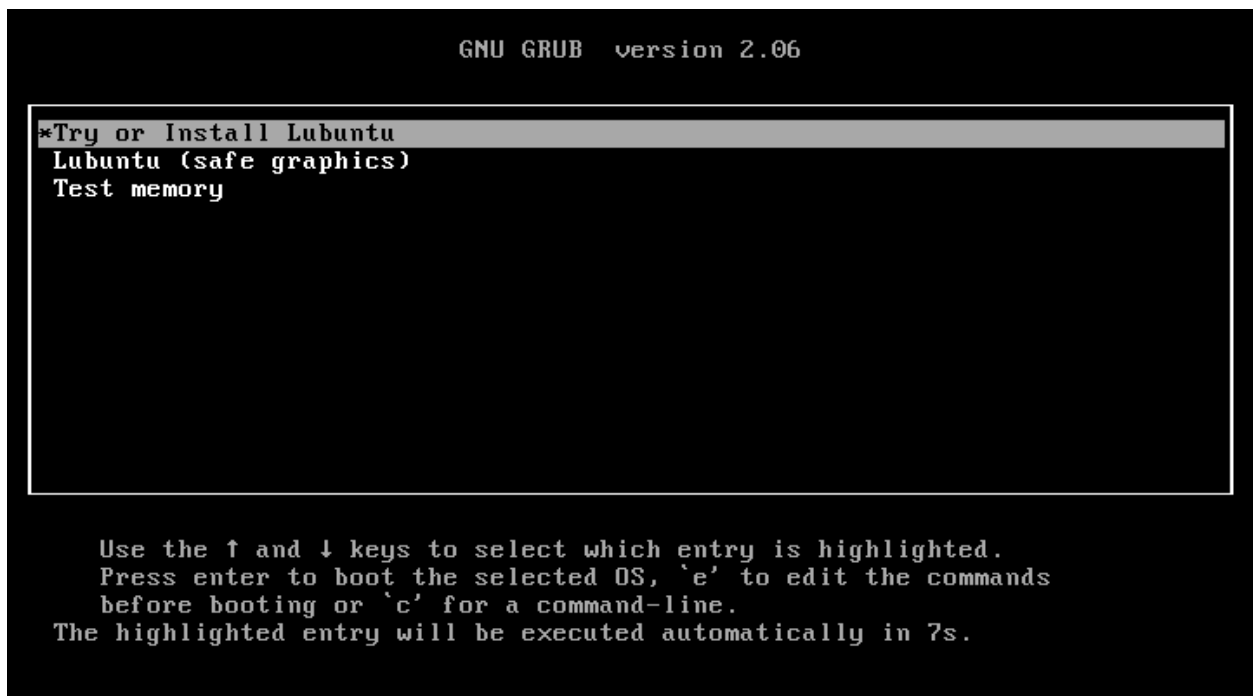 GNU GRUB  version 2.06
*Try or Install Lubuntu
Lubuntu (safe graphics)
Test memory
Use the ↑ and ↓ keys to select which entry is highlighted.
Press enter to boot the selected OS, `e' to edit the commands
before booting or `c' for a command-line.
The highlighted entry will be executed automatically in 7s.